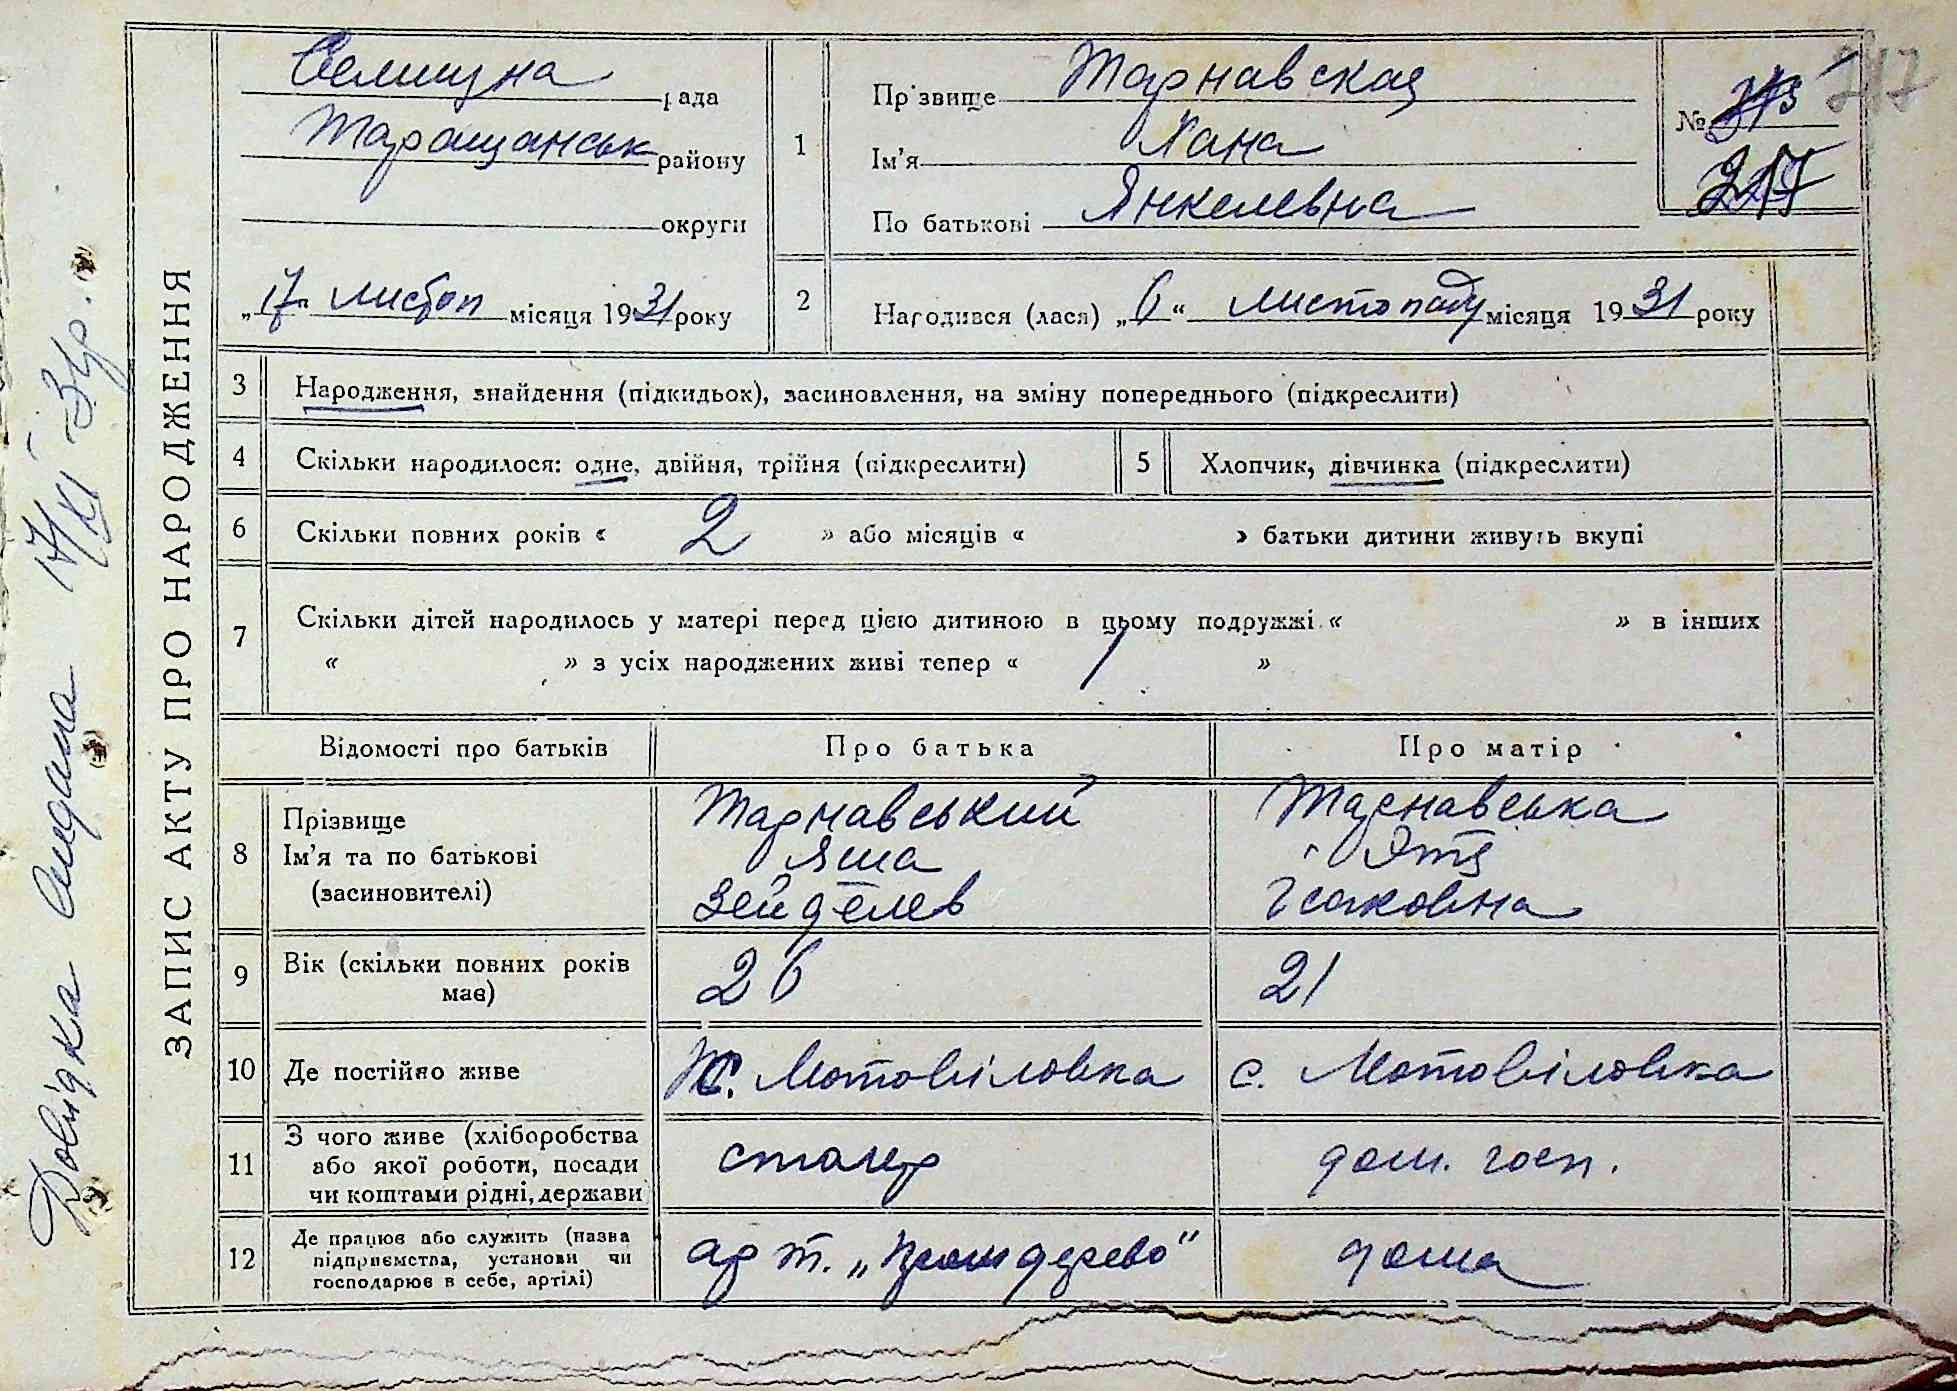 ЗАПИС АКТУ ПРО НАРОДЖЕННЯ
Довідка видана 17/XI-31р.
Селищна рада
Таращанськ району
округи
„17" листоп місяця 1931 року
1
Прізвище Тарнавская
Ім'я Хана
По батькові Янкелевна
№
217
2
Народився (лася) „6" листопаду місяця 1931 року
3 Народження, знайдення (підкидьок), засиновлення, на зміну попереднього (підкреслити)
4 Скільки народилося: одне, двійня, трійня (підкреслити)
5 Хлопчик, дівчинка (підкреслити)
6 Скільки повних років « 2 » або місяців « » батьки дитини живуть вкупі
7 Скільки дітей народилось у матері перед цією дитиною в цьому подружжі « » в інших
« » з усіх народжених живі тепер « »
Відомості про батьків
Про батька
Про матір
8
Прізвище
Ім'я та по батькові
(засиновителі)
Тарнавський
Яша
Зейделев
Тарнавська
Ітя
Ісаковна
9 Вік (скільки повних років
має)
26
21
10 Де постійно живе
с. Мотовіловка
с. Мотовіловка
11
З чого живе (хліборобства
або якої роботи, посади
чи коштами рідні, держави
столяр
дом. госп.
12
Де працює або служить (назва
підприємства, установи чи
господарює в себе, артілі)
арт. „Промдерево"
дома